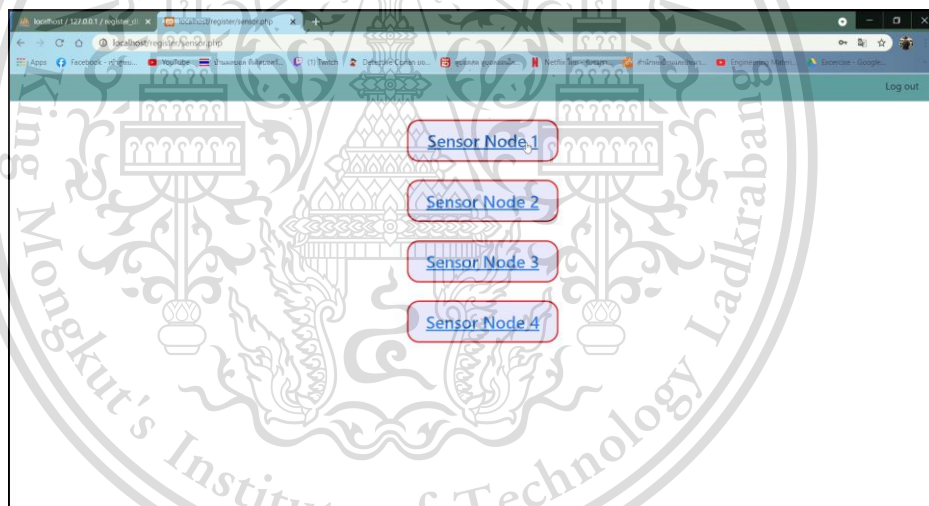 localhost / 127.0.0.1 / register_d
localhost/register/sensor.php
localhost/register/sensor.php
Apps
Facebook
YouTube
(1) Twitch
Detective Conan
Netflix
Engineering Materi...
Excercise - Google...
Log out
Sensor Node 1
Sensor Node 2
Sensor Node 3
Sensor Node 4
King Mongkut's Institute of Technology Ladkrabang